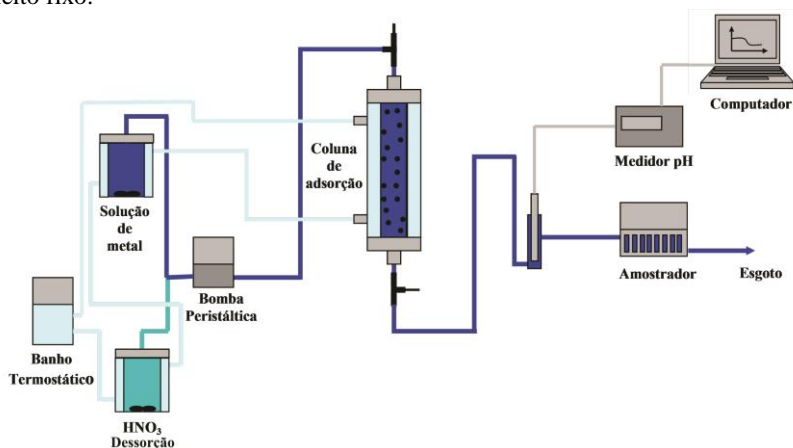 leito fixo.
Computador
Coluna
de
adsorção
Medidor pH
Solução
de
metal
Amostrador
Esgoto
Bomba
Peristáltica
Banho
Termostático
HNO₃
Dessorção